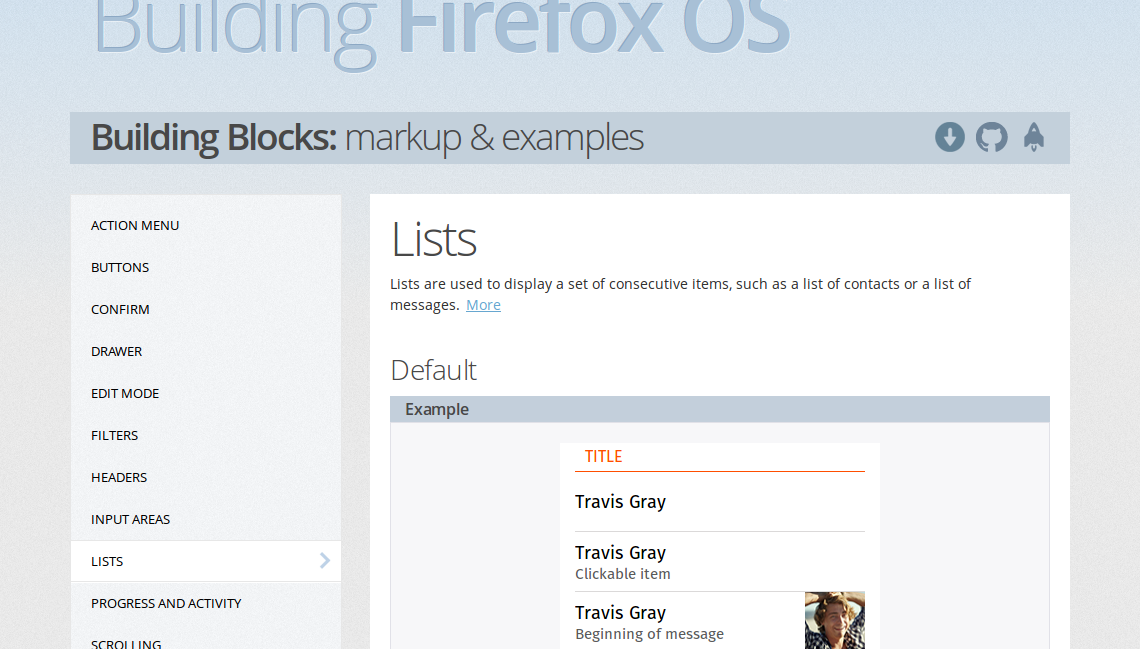 Building Firefox OS
Building Blocks: markup & examples
ACTION MENU
BUTTONS
CONFIRM
DRAWER
EDIT MODE
FILTERS
HEADERS
INPUT AREAS
LISTS
PROGRESS AND ACTIVITY
SCROLLING
Lists
Lists are used to display a set of consecutive items, such as a list of contacts or a list of
messages. More
Default
Example
TITLE
Travis Gray
Travis Gray
Clickable item
Travis Gray
Beginning of message